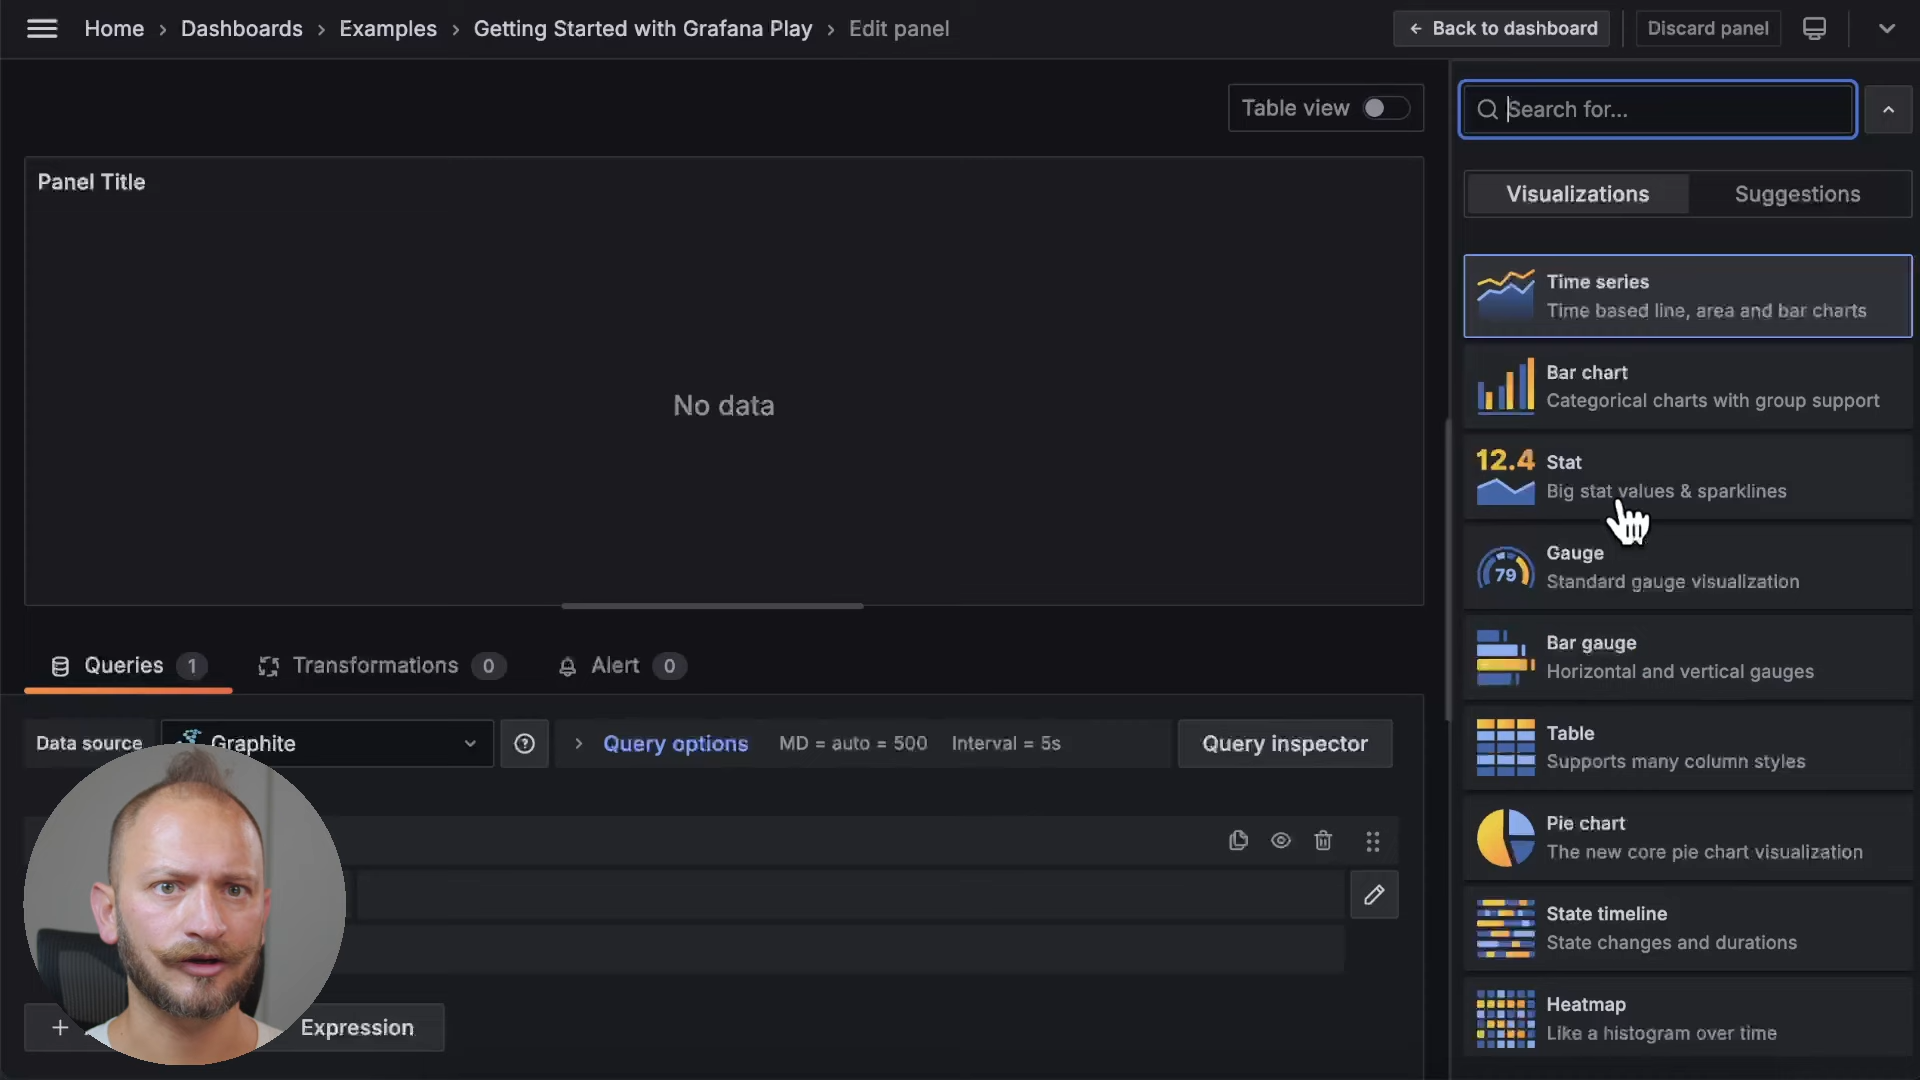 Home › Dashboards › Examples › Getting Started with Grafana Play › Edit panel
← Back to dashboard
Discard panel
Table view
Search for...
Panel Title
Visualizations
Suggestions
No data
Time series
Time based line, area and bar charts
Bar chart
Categorical charts with group support
12.4
Stat
Big stat values & sparklines
79
Gauge
Standard gauge visualization
Bar gauge
Horizontal and vertical gauges
Table
Supports many column styles
Pie chart
The new core pie chart visualization
State timeline
State changes and durations
Heatmap
Like a histogram over time
Queries 1
Transformations 0
Alert 0
Data source
Graphite
Query options
MD = auto = 500
Interval = 5s
Query inspector
+
Expression